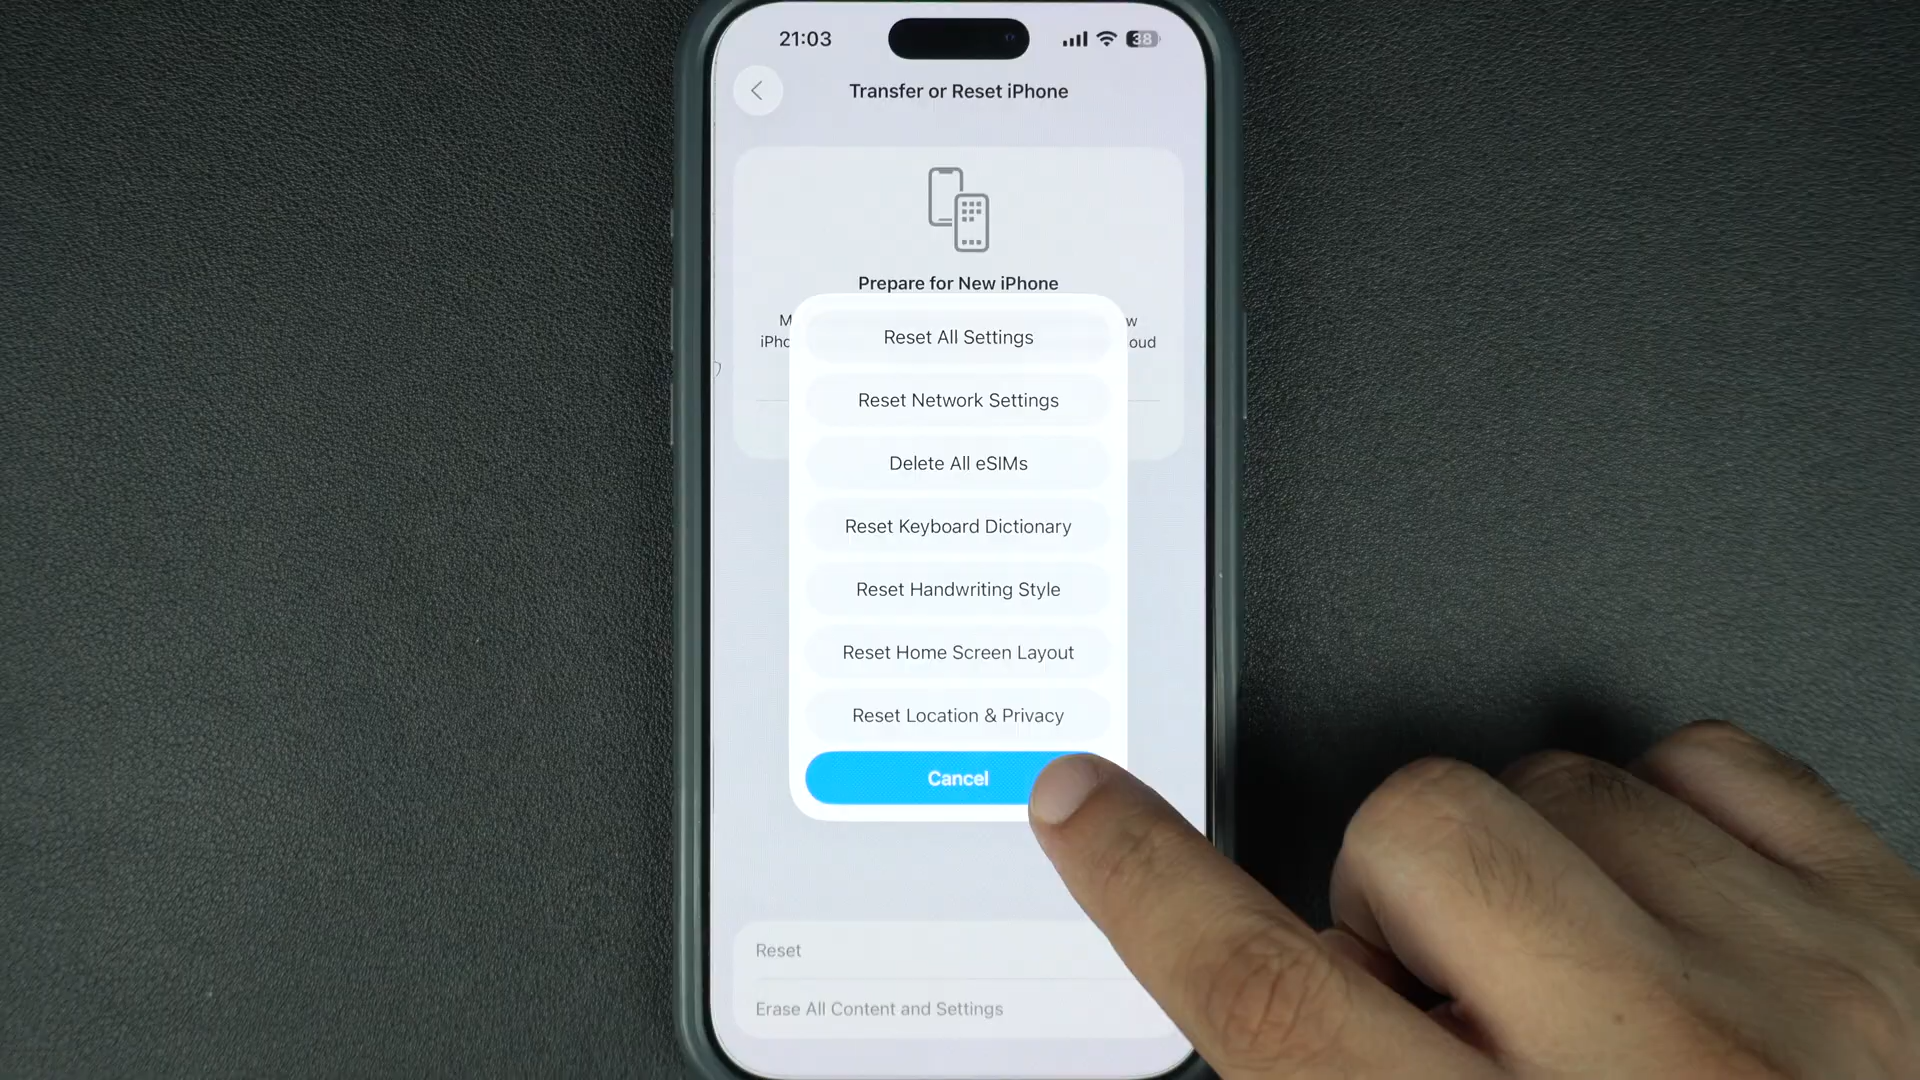 21:03
38
Transfer or Reset iPhone
Prepare for New iPhone
Reset All Settings
Reset Network Settings
Delete All eSIMs
Reset Keyboard Dictionary
Reset Handwriting Style
Reset Home Screen Layout
Reset Location & Privacy
Cancel
Reset
Erase All Content and Settings